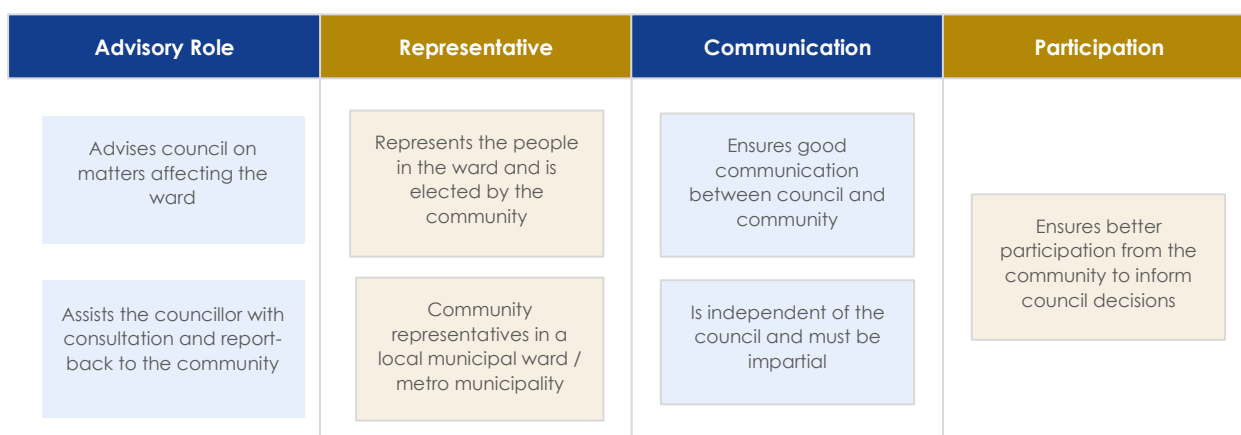 Advisory Role
Representative
Communication
Participation
Advises council on
matters affecting the
ward
Assists the councillor with
consultation and report-
back to the community
Represents the people
in the ward and is
elected by the
community
Community
representatives in a
local municipal ward /
metro municipality
Ensures good
communication
between council and
community
Is independent of the
council and must be
impartial
Ensures better
participation from the
community to inform
council decisions